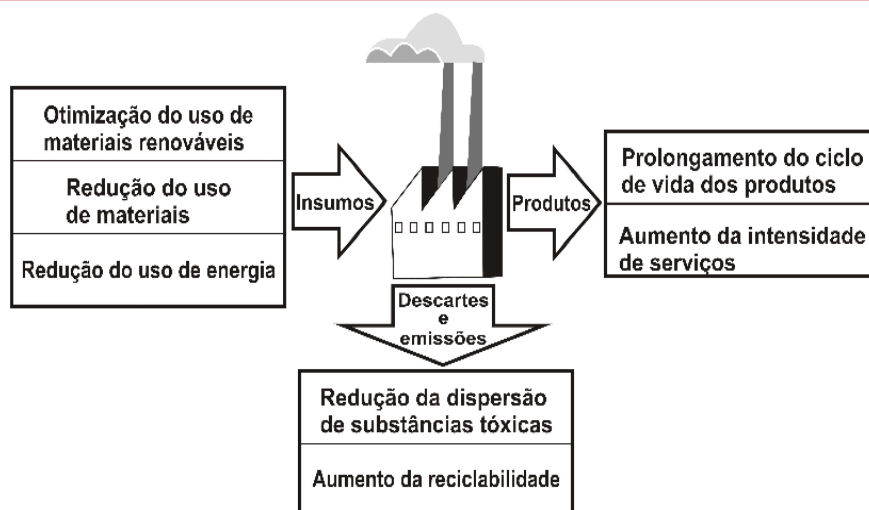 Otimização do uso de
materiais renováveis
Redução do uso
de materiais
Redução do uso de energia
Insumos
Produtos
Prolongamento do ciclo
de vida dos produtos
Aumento da intensidade
de serviços
Descartes
e
emissões
Redução da dispersão
de substâncias tóxicas
Aumento da reciclabilidade